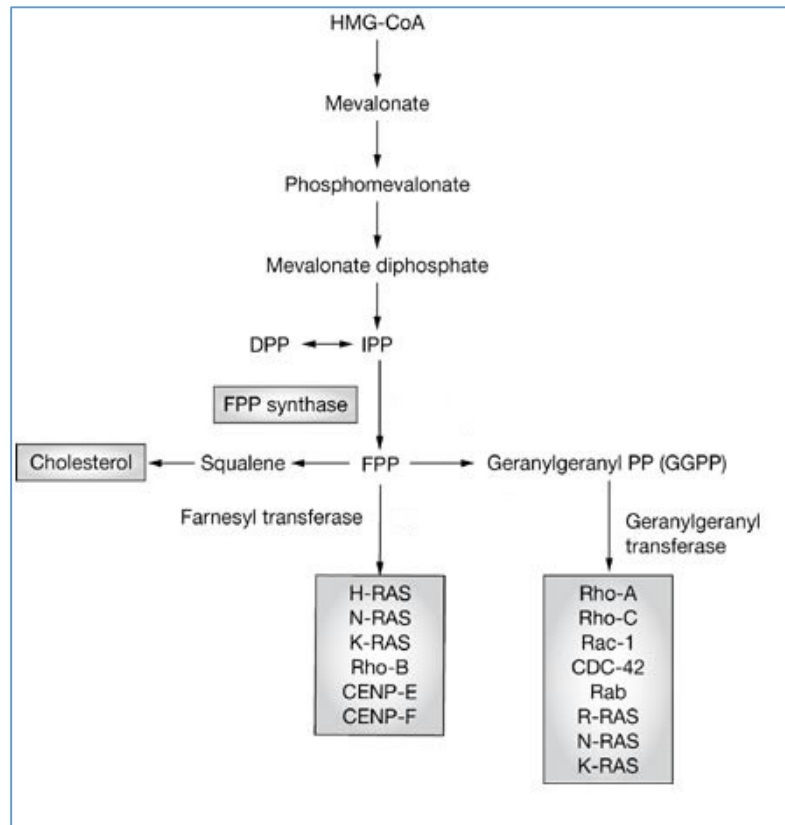 HMG-CoA
Mevalonate
Phosphomevalonate
Mevalonate diphosphate
DPP IPP
FPP synthase
Cholesterol Squalene FPP Geranylgeranyl PP (GGPP)
Farnesyl transferase
Geranylgeranyl
transferase
H-RAS
N-RAS
K-RAS
Rho-B
CENP-E
CENP-F
Rho-A
Rho-C
Rac-1
CDC-42
Rab
R-RAS
N-RAS
K-RAS